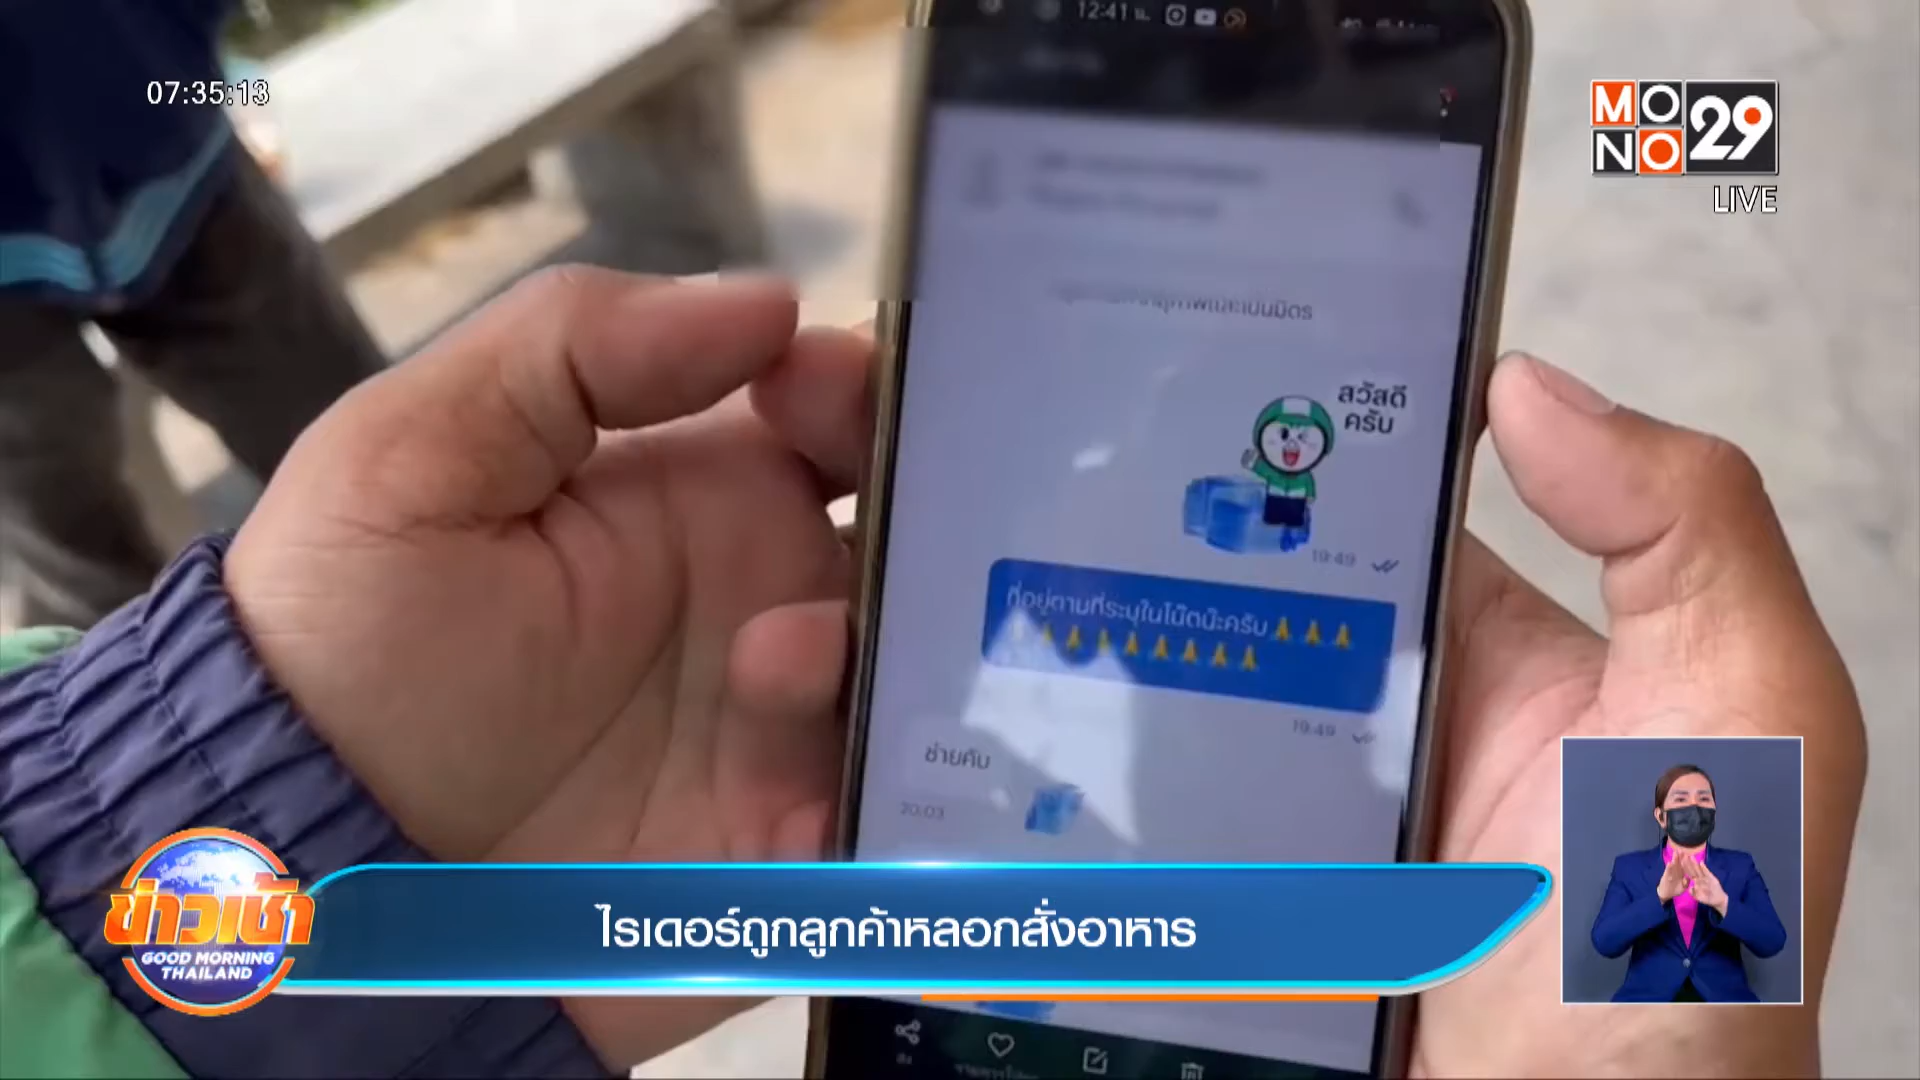 07:35:13
12:41 น.
MONO 29
LIVE
สวัสดี
ครับ
19:49
ที่อยู่ตามที่ระบุในโน๊ตน๊ะครับ🙏🙏🙏
🙏🙏🙏🙏🙏🙏🙏🙏
19:49
ช่ายคับ
20:03
ข่าวเช้า
GOOD MORNING
THAILAND
ไรเดอร์ถูกลูกค้าหลอกสั่งอาหาร